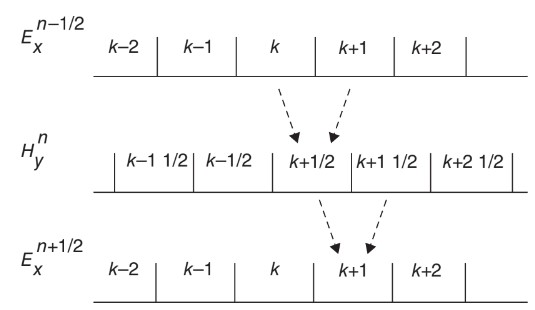 E_x^{n−1/2} k−2 k−1 k k+1 k+2
H_y^n k−1 1/2 k−1/2 k+1/2 k+1 1/2 k+2 1/2
E_x^{n+1/2} k−2 k−1 k k+1 k+2